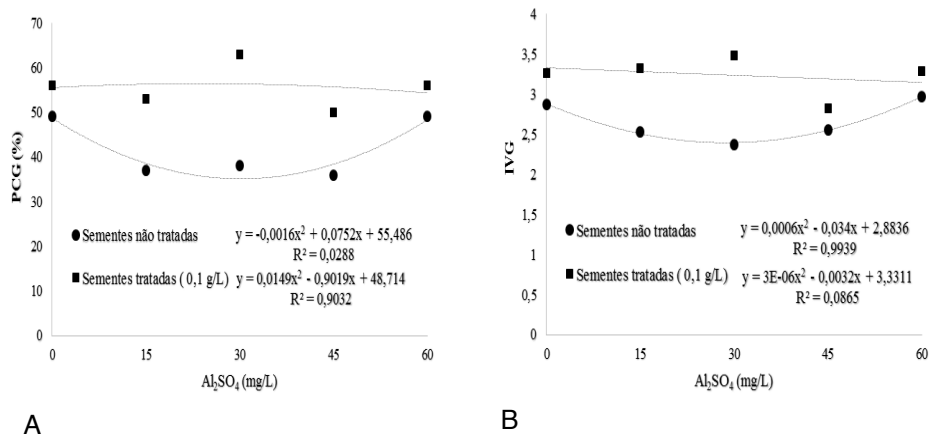 70
60
50
40
30
20
10
0
PCG (%)
Sementes não tratadas y = -0,0016x² + 0,0752x + 55,486
R² = 0,0288
Sementes tratadas ( 0,1 g/L) y = 0,0149x² - 0,9019x + 48,714
R² = 0,9032
0 15 30 45 60
Al₂SO₄ (mg/L)
A
4
3,5
3
2,5
2
1,5
1
0,5
0
IVG
Sementes não tratadas y = 0,0006x² - 0,034x + 2,8836
R² = 0,9939
Sementes tratadas ( 0,1 g/L) y = 3E-06x² - 0,0032x + 3,3311
R² = 0,0865
0 15 30 45 60
Al₂SO₄ (mg/L)
B